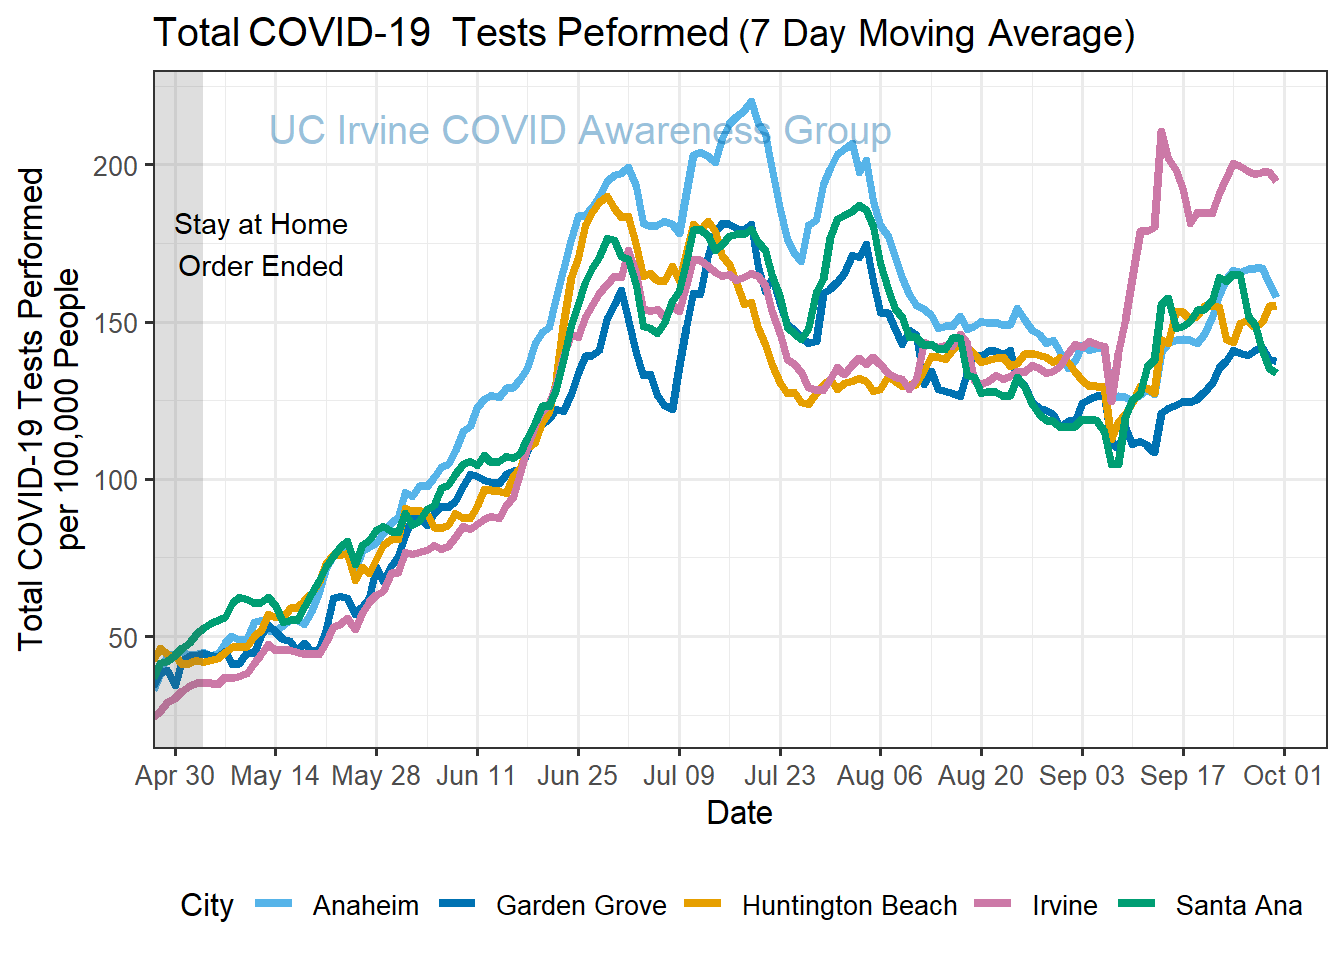 Total COVID-19  Tests Peformed (7 Day Moving Average)
UC Irvine COVID Awareness Group
Stay at Home
Order Ended
Total COVID-19 Tests Performed
per 100,000 People
200
150
100
50
Apr 30 May 14 May 28 Jun 11 Jun 25 Jul 09 Jul 23 Aug 06 Aug 20 Sep 03 Sep 17 Oct 01
Date
City Anaheim Garden Grove Huntington Beach Irvine Santa Ana